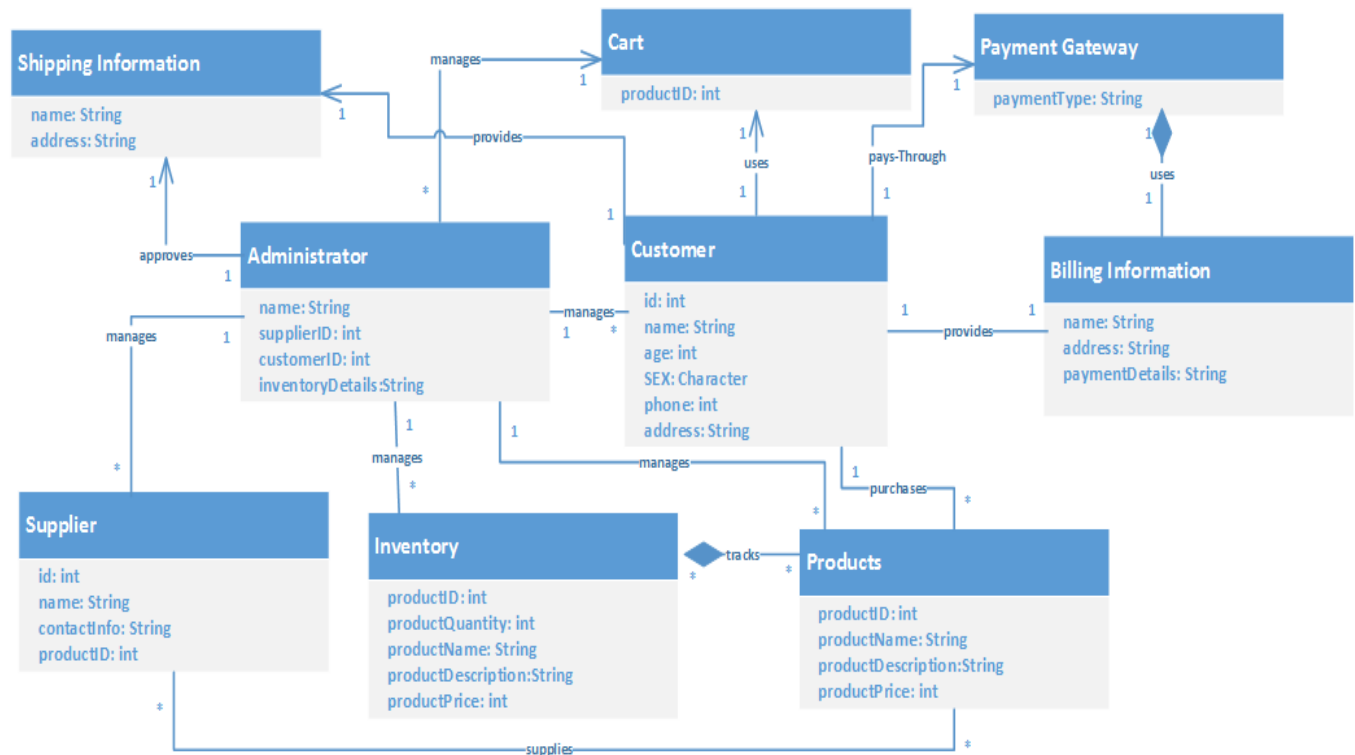 Shipping Information
name: String
address: String
1
1
manages
1
*
Cart
productID: int
1
uses
1
Payment Gateway
paymentType: String
1
pays-Through
1
1
uses
1
provides
1
approves
1
Administrator
name: String
supplierID: int
customerID: int
inventoryDetails:String
manages
1
*
Customer
id: int
name: String
age: int
SEX: Character
phone: int
address: String
1
provides
1
Billing Information
name: String
address: String
paymentDetails: String
manages
1
*
1
manages
*
1
manages
*
1
purchases
*
Supplier
id: int
name: String
contactInfo: String
productID: int
Inventory
productID: int
productQuantity: int
productName: String
productDescription:String
productPrice: int
tracks
*
*
Products
productID: int
productName: String
productDescription:String
productPrice: int
*
supplies
*